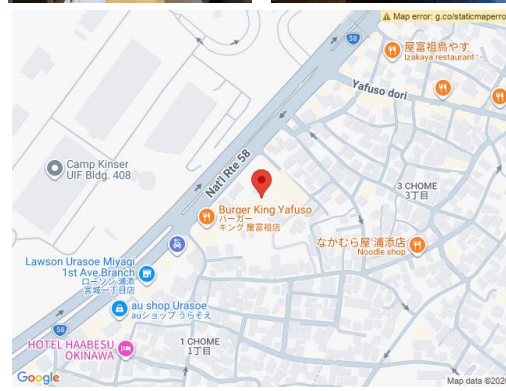 Map error: g.co/staticmaperro
58
屋富祖鳥やす
Izakaya restaurant
Yafuso dori
Nat'l Rte 58
Camp Kinser
UIF Bldg. 408
3 CHOME
3丁目
Burger King Yafuso
バーガー
キング 屋富祖店
なかむら屋 浦添店
Noodle shop
Lawson Urasoe Miyagi
1st Ave Branch
ローソン 浦添
宮城一丁目店
au shop Urasoe
auショップ うらそえ
58
HOTEL HAABESU
OKINAWA
1 CHOME
1丁目
Google
Map data ©2026